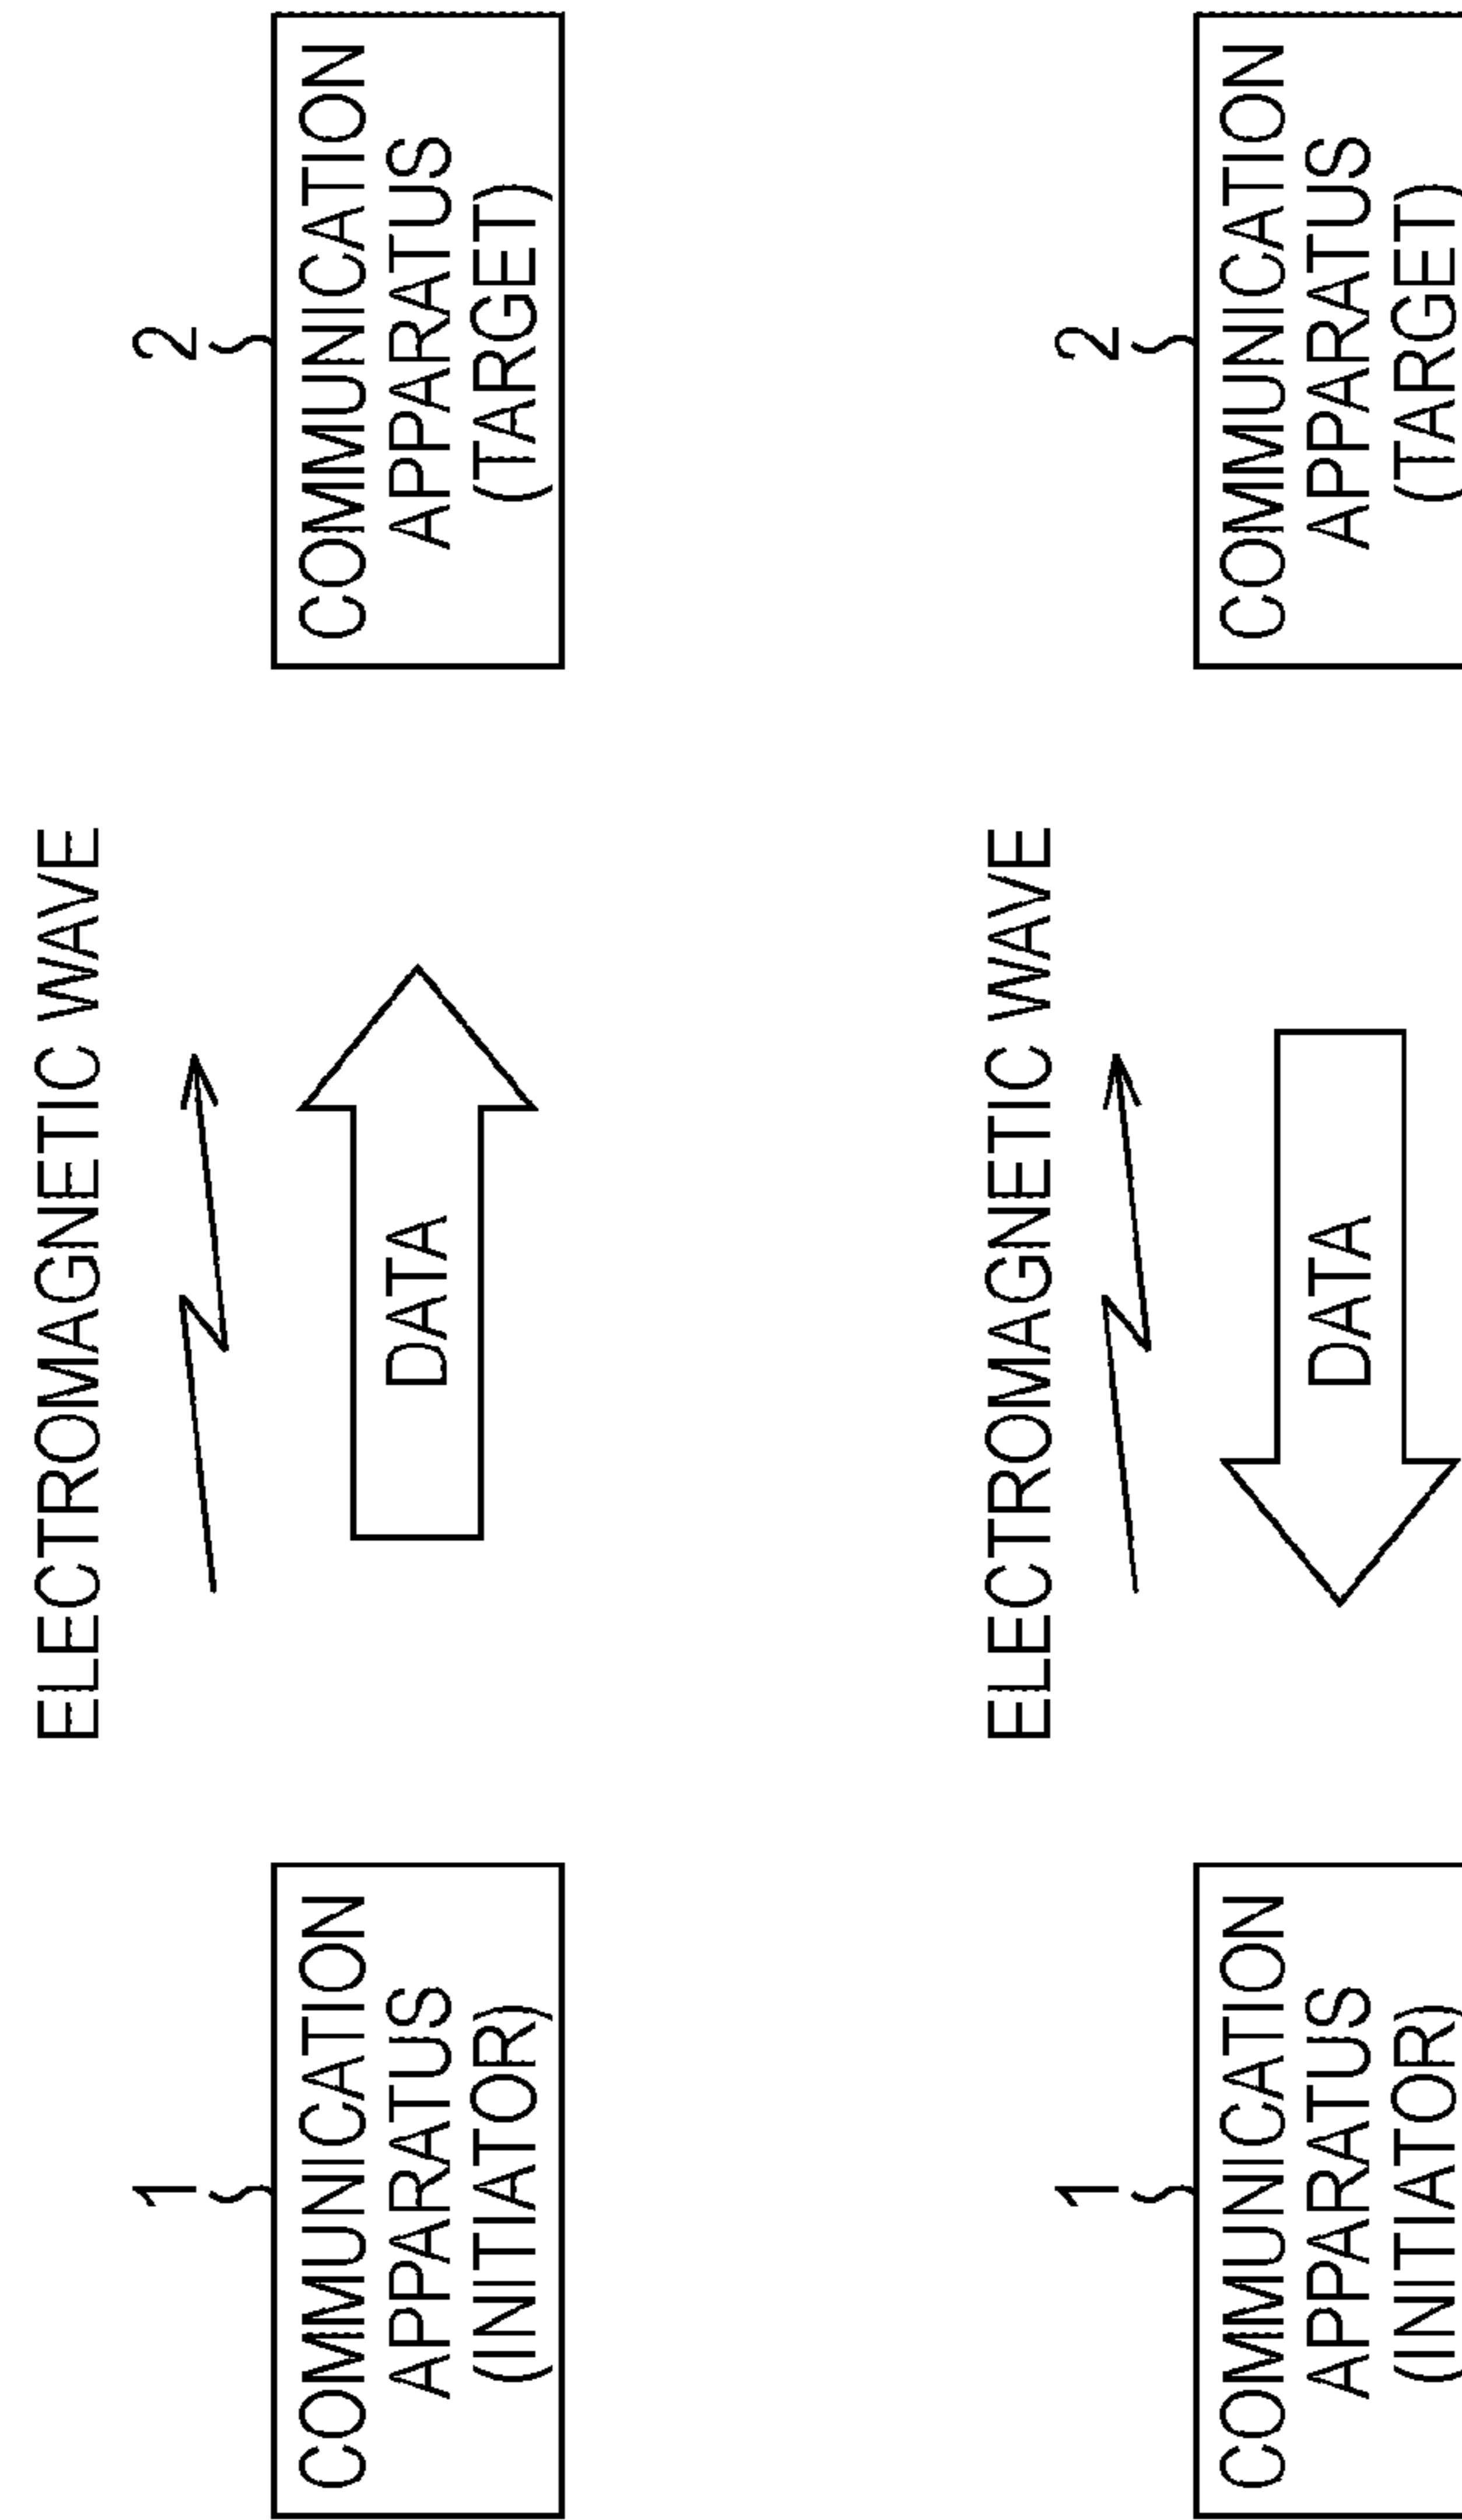 ELECTROMAGNETIC WAVE
1
2
COMMUNICATION
APPARATUS
(INITIATOR)
DATA
COMMUNICATION
APPARATUS
(TARGET)
ELECTROMAGNETIC WAVE
1
2
COMMUNICATION
APPARATUS
(INITIATOR)
DATA
COMMUNICATION
APPARATUS
(TARGET)